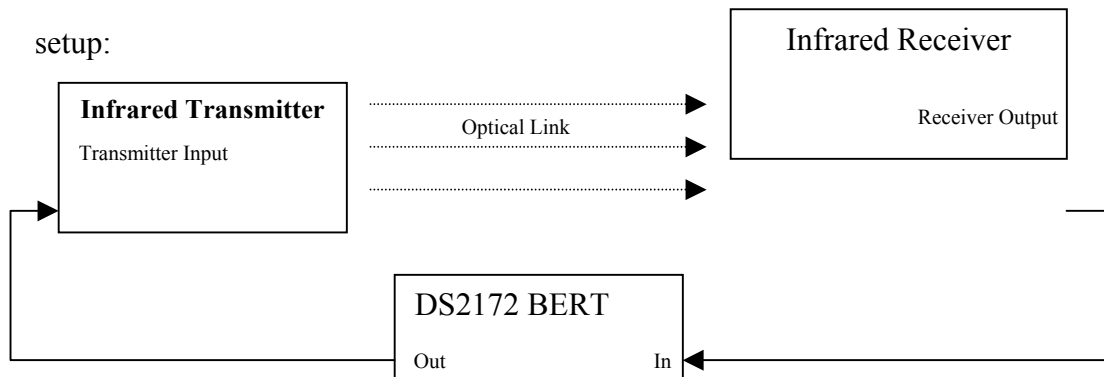 setup:
Infrared Transmitter
Transmitter Input
Optical Link
Infrared Receiver
Receiver Output
DS2172 BERT
Out
In